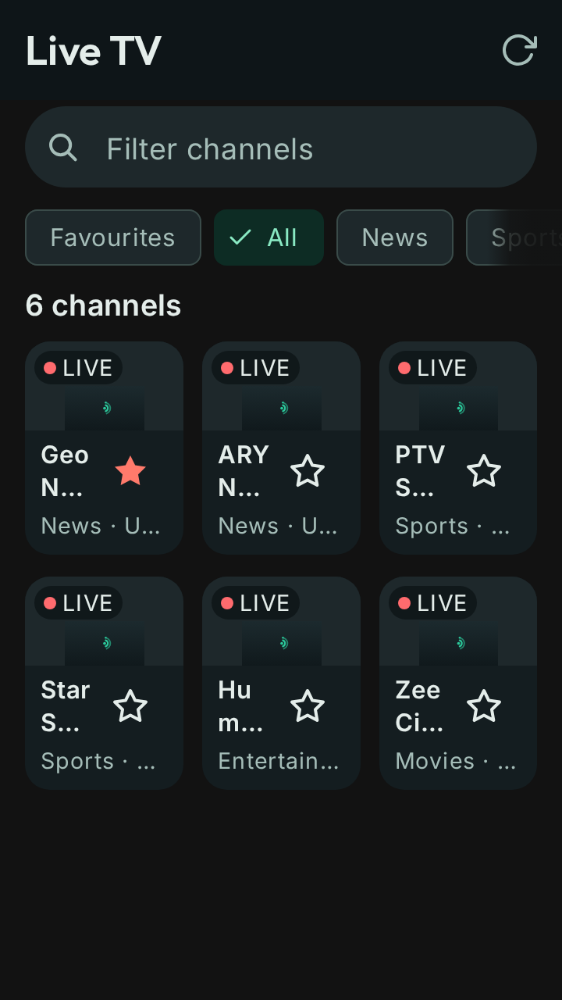 Live TV
Filter channels
Favourites
All
News
Sports
6 channels
LIVE
LIVE
LIVE
Geo
N...
ARY
N...
PTV
S...
News · U...
News · U...
Sports · ...
LIVE
LIVE
LIVE
Star
S...
Hu
m...
Zee
Ci...
Sports · ...
Entertain...
Movies · ...